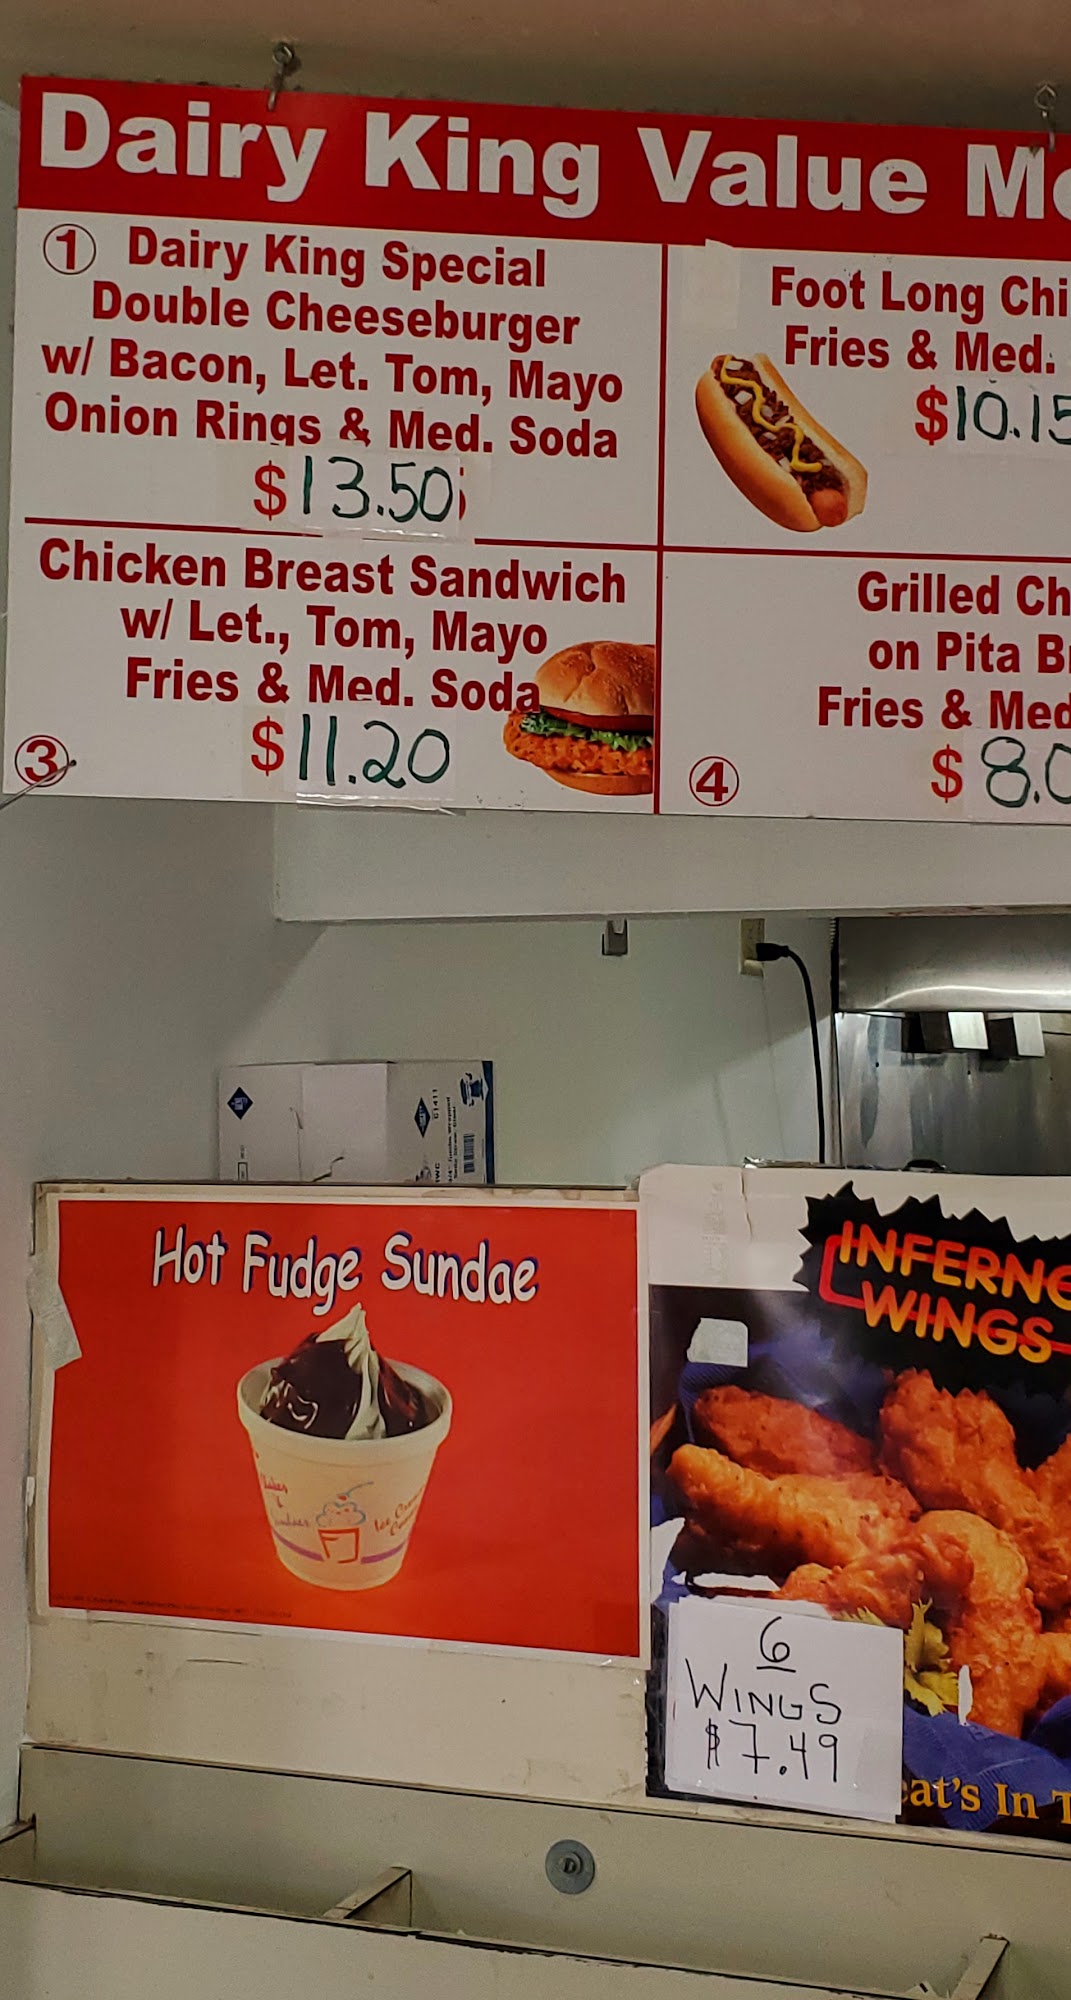 Dairy King Value Me
① Dairy King Special
Double Cheeseburger
w/ Bacon, Let. Tom, Mayo
Onion Rings & Med. Soda
$13.50
Foot Long Chi
Fries & Med.
$10.15
Chicken Breast Sandwich
w/ Let., Tom, Mayo
Fries & Med. Soda
$11.20
③
Grilled Ch
on Pita B
Fries & Med
$8.0
④
G1411
Hot Fudge Sundae
INFERNO
WINGS
6
WINGS
$7.49
eat's In T
D